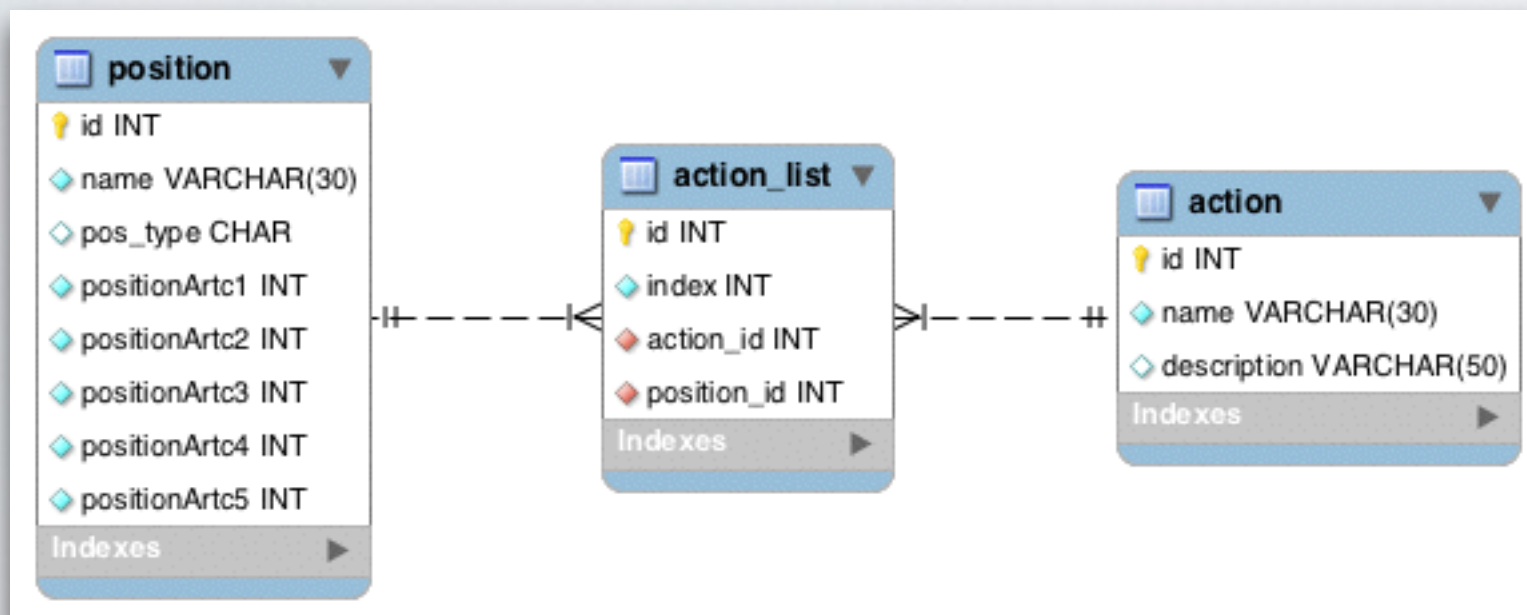 position
id INT
name VARCHAR(30)
pos_type CHAR
positionArtc1 INT
positionArtc2 INT
positionArtc3 INT
positionArtc4 INT
positionArtc5 INT
Indexes
action_list
id INT
index INT
action_id INT
position_id INT
Indexes
action
id INT
name VARCHAR(30)
description VARCHAR(50)
Indexes